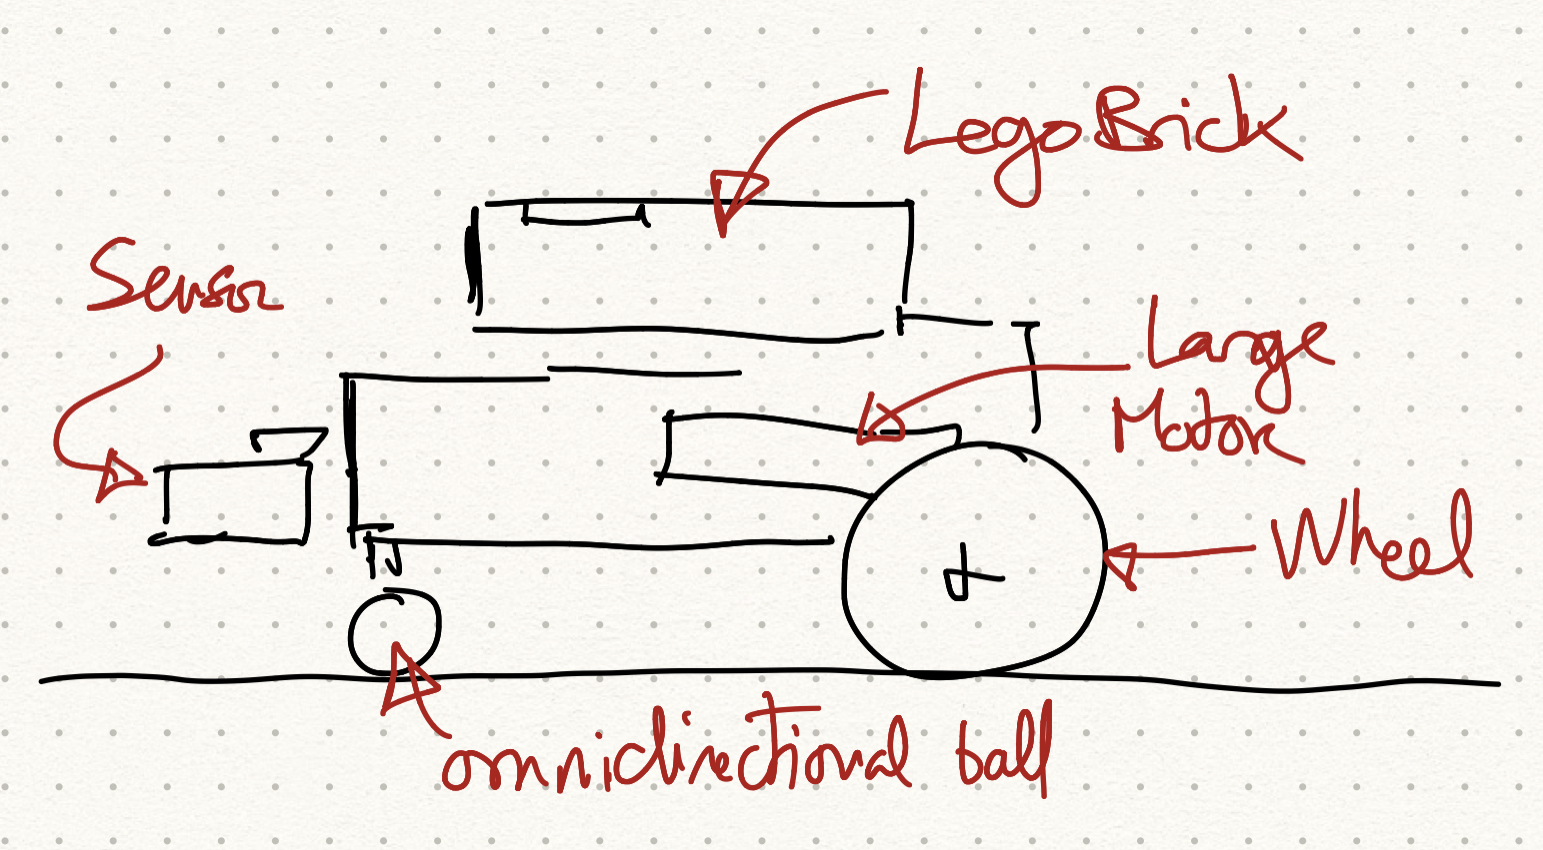 Lego Brick
Sensor
Large
Motor
Wheel
omnidirectional ball